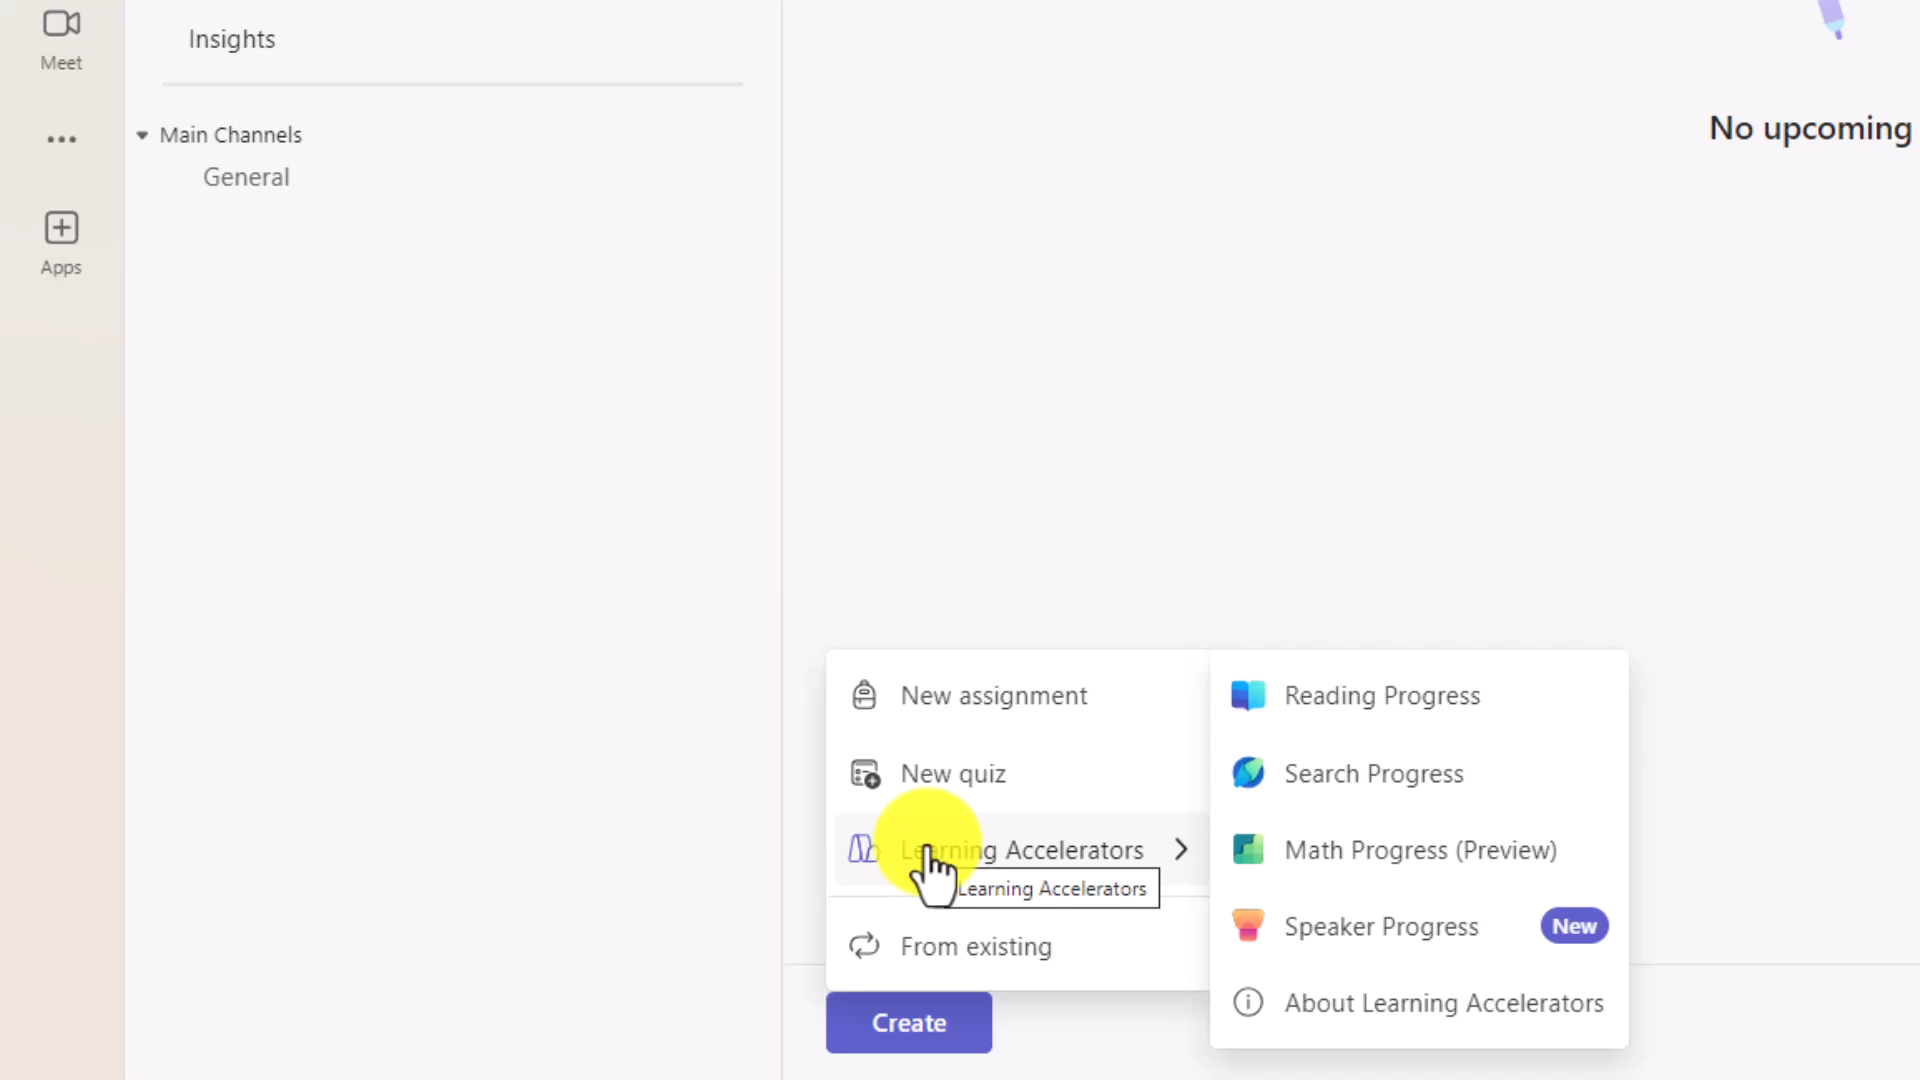 Meet
Apps
Insights
Main Channels
General
No upcoming
New assignment
New quiz
Learning Accelerators
Learning Accelerators
From existing
Create
Reading Progress
Search Progress
Math Progress (Preview)
Speaker Progress New
About Learning Accelerators